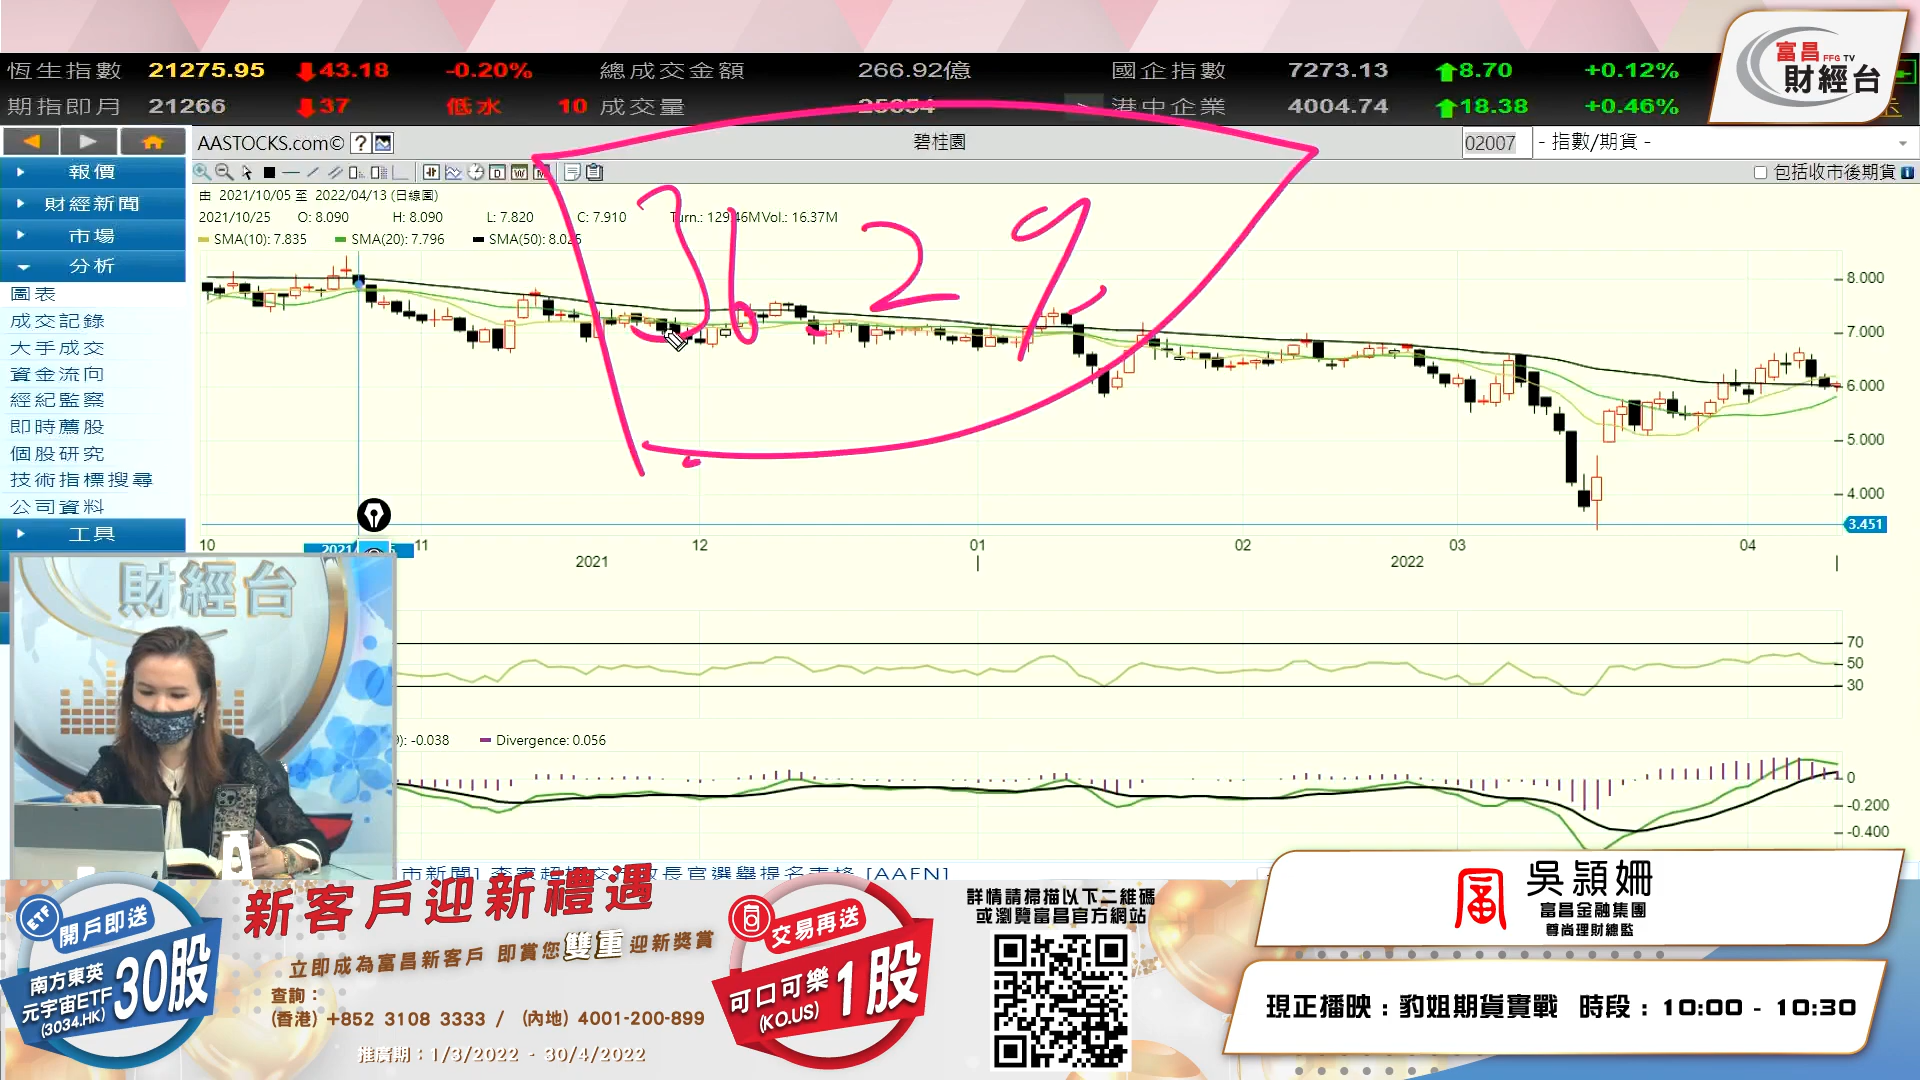 恆生指數 21275.95 43.18 -0.20% 總成交金額 266.92億 國企指數 7273.13 8.70 +0.12%
期指即月 21266 37 低水 10 成交量 港中企業 4004.74 18.38 +0.46%
富昌 FFG TV
財經台
AASTOCKS.com© ? 碧桂園 02007 - 指數/期貨 -
D W M
包括收市後期貨
報價
財經新聞
市場
分析
圖表
成交記錄
大手成交
資金流向
經紀監察
即時薦股
個股研究
技術指標搜尋
公司資料
工具
由 2021/10/05 至 2022/04/13 (日線圖)
2021/10/25 O: 8.090 H: 8.090 L: 7.820 C: 7.910 Turn.: 129.46M Vol.: 16.37M
SMA(10): 7.835 SMA(20): 7.796 SMA(50): 8.025
36.29
8.000
7.000
6.000
5.000
4.000
3.451
10 11 12 01 02 03 04
2021 2022
70
50
30
9): -0.038 Divergence: 0.056
0
-0.200
-0.400
財經台
[AAFN]
ETF 開戶即送
南方東英
元宇宙ETF
(3034.HK)
30股
新客戶迎新禮遇
立即成為富昌新客戶 即賞您雙重迎新獎賞
查詢：
(香港) +852 3108 3333 / (內地) 4001-200-899
推廣期：1/3/2022 - 30/4/2022
交易再送
可口可樂
(KO.US)
1股
詳情請掃描以下二維碼
或瀏覽富昌官方網站
吳頴姍
富昌金融集團
尊尚理財總監
現正播映：豹姐期貨實戰 時段：10:00 - 10:30